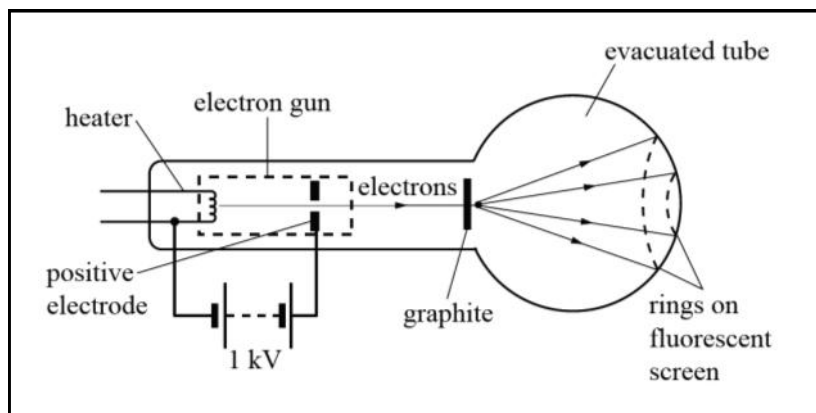 evacuated tube
electron gun
heater
electrons
positive
electrode
graphite
rings on
fluorescent
screen
1 kV